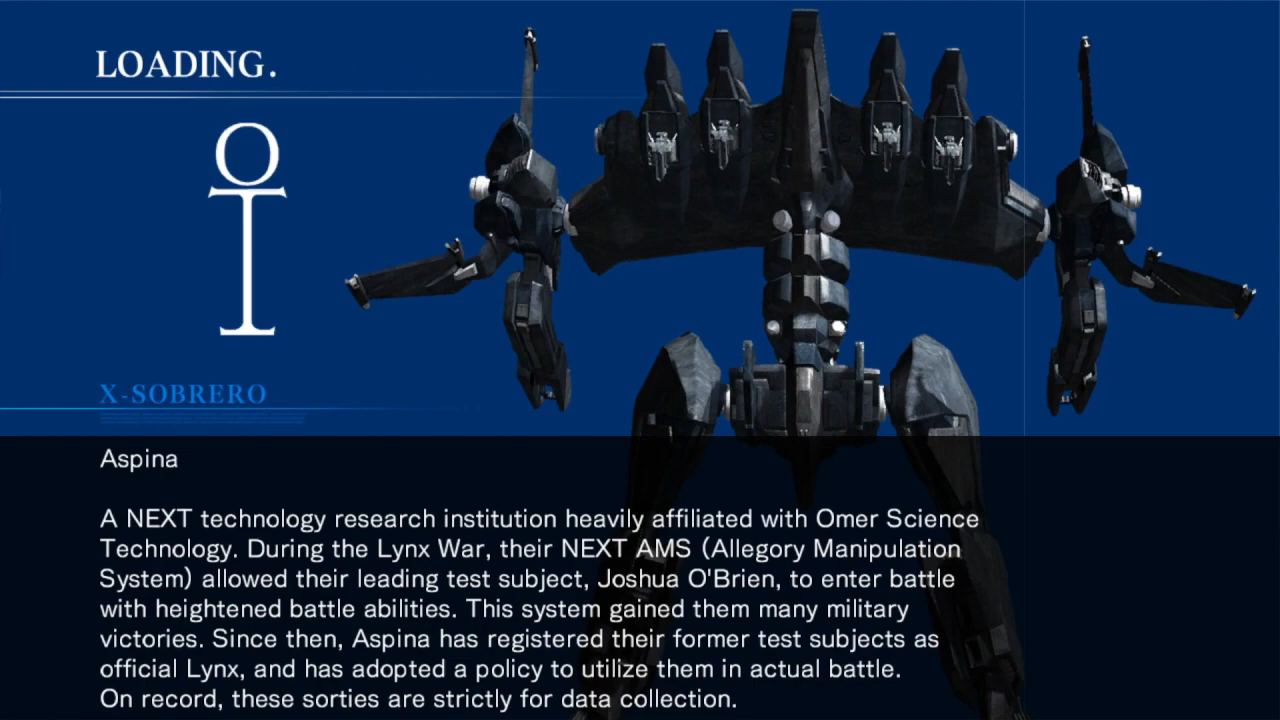 LOADING.
X-SOBRERO
Aspina
A NEXT technology research institution heavily affiliated with Omer Science
Technology. During the Lynx War, their NEXT AMS (Allegory Manipulation
System) allowed their leading test subject, Joshua O'Brien, to enter battle
with heightened battle abilities. This system gained them many military
victories. Since then, Aspina has registered their former test subjects as
official Lynx, and has adopted a policy to utilize them in actual battle.
On record, these sorties are strictly for data collection.